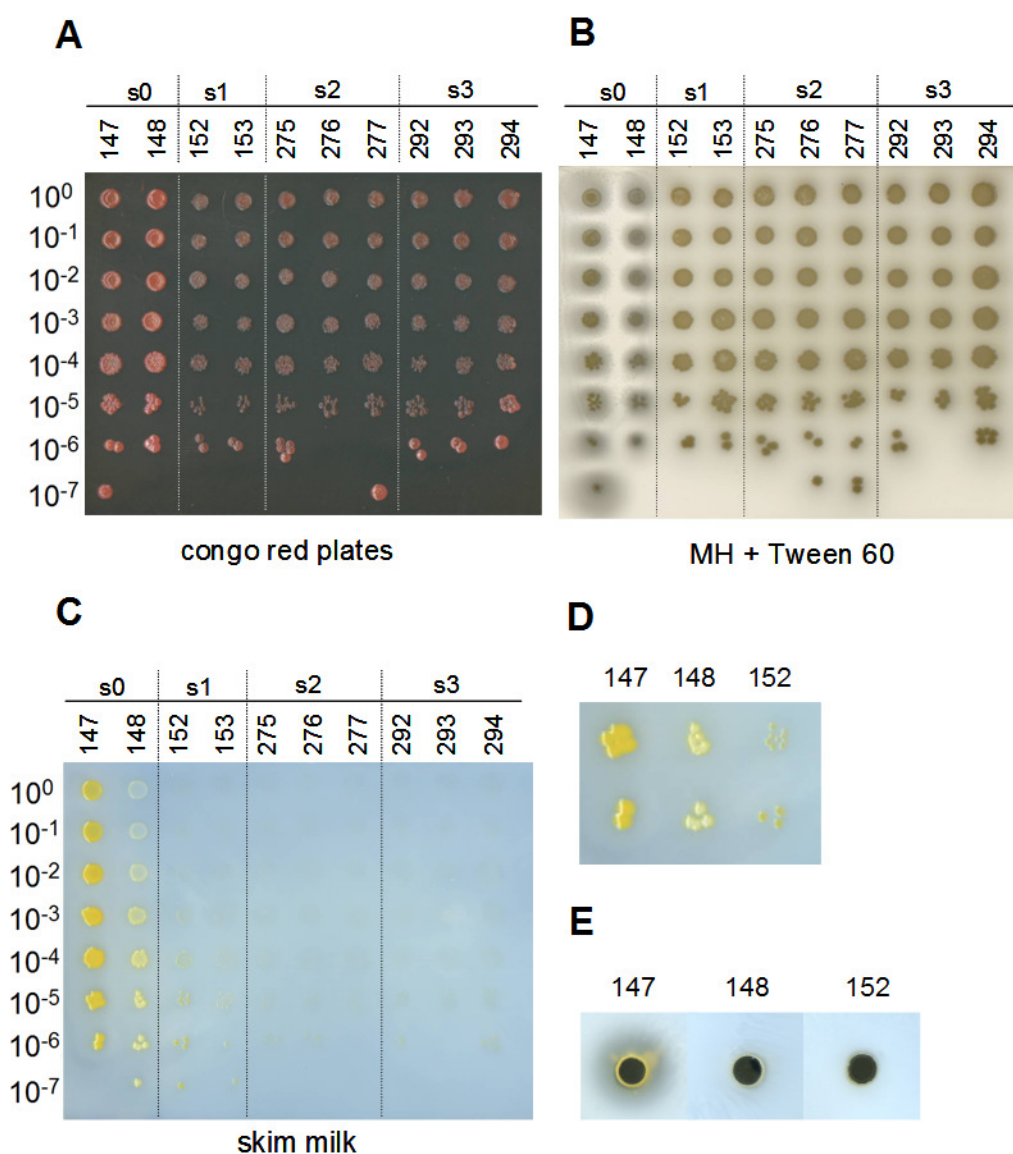 A
s0 s1 s2 s3
147 148 152 153 275 276 277 292 293 294
10⁰
10⁻¹
10⁻²
10⁻³
10⁻⁴
10⁻⁵
10⁻⁶
10⁻⁷
congo red plates
B
s0 s1 s2 s3
147 148 152 153 275 276 277 292 293 294
MH + Tween 60
C
s0 s1 s2 s3
147 148 152 153 275 276 277 292 293 294
10⁰
10⁻¹
10⁻²
10⁻³
10⁻⁴
10⁻⁵
10⁻⁶
10⁻⁷
skim milk
D
147 148 152
E
147 148 152